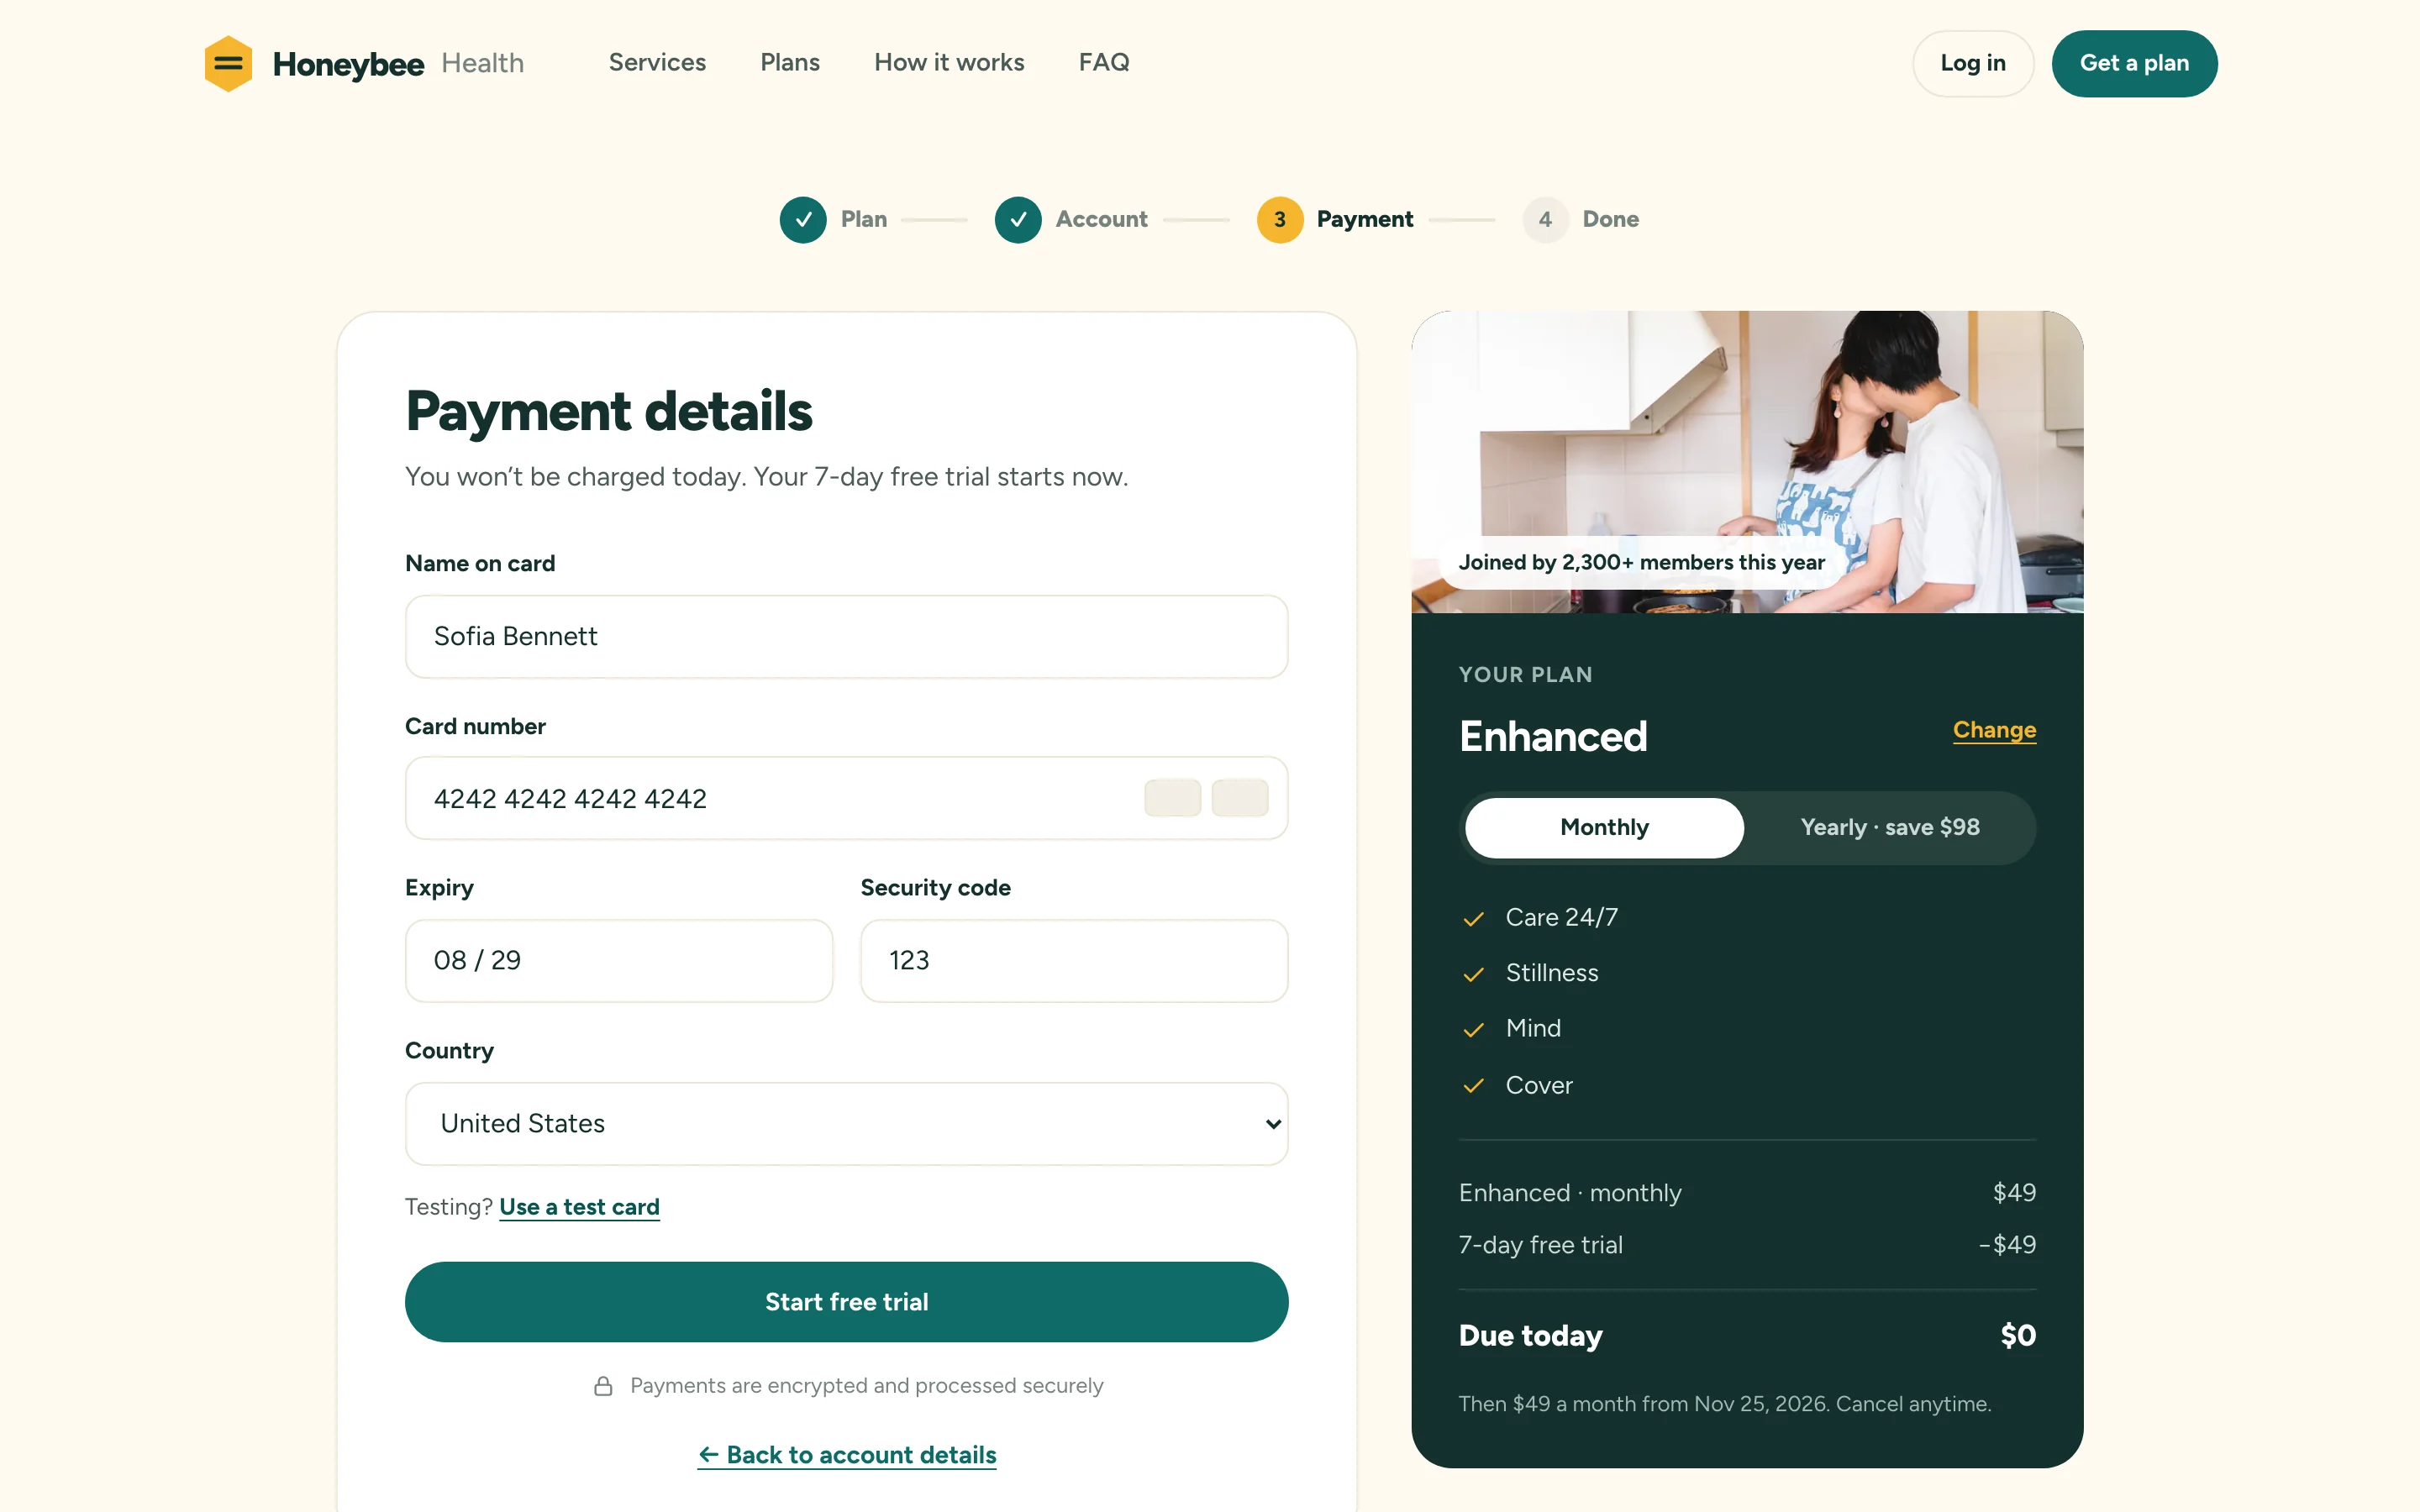 Honeybee Health
Services
Plans
How it works
FAQ
Log in
Get a plan
Plan
Account
3 Payment
4 Done
Payment details
You won’t be charged today. Your 7-day free trial starts now.
Name on card
Sofia Bennett
Card number
4242 4242 4242 4242
Expiry
Security code
08 / 29
123
Country
United States
Testing? Use a test card
Start free trial
Payments are encrypted and processed securely
← Back to account details
Joined by 2,300+ members this year
YOUR PLAN
Enhanced
Change
Monthly
Yearly · save $98
Care 24/7
Stillness
Mind
Cover
Enhanced · monthly $49
7-day free trial −$49
Due today $0
Then $49 a month from Nov 25, 2026. Cancel anytime.